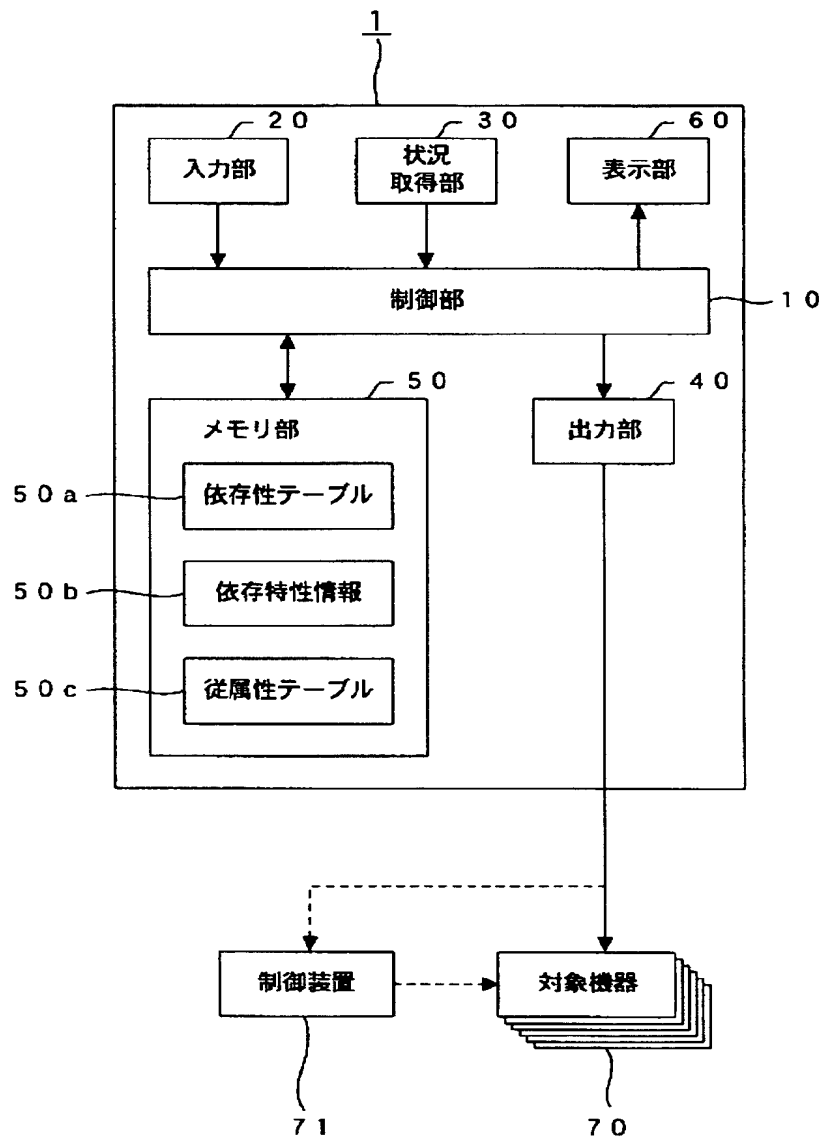 1
20
30
60
入力部
状況
取得部
表示部
制御部
10
50
40
メモリ部
出力部
50a
依存性テーブル
50b
依存特性情報
50c
従属性テーブル
制御装置
対象機器
71
70